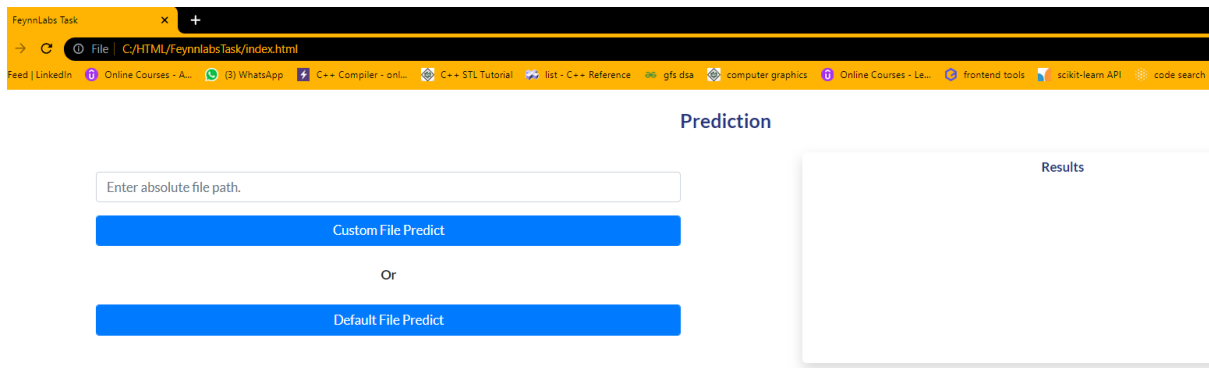 FeynnLabs Task
File C:/HTML/FeynnlabsTask/index.html
Feed | LinkedIn Online Courses - A... (3) WhatsApp C++ Compiler - onl... C++ STL Tutorial list - C++ Reference gfs dsa computer graphics Online Courses - Le... frontend tools scikit-learn API code search
Prediction
Enter absolute file path.
Custom File Predict
Or
Default File Predict
Results